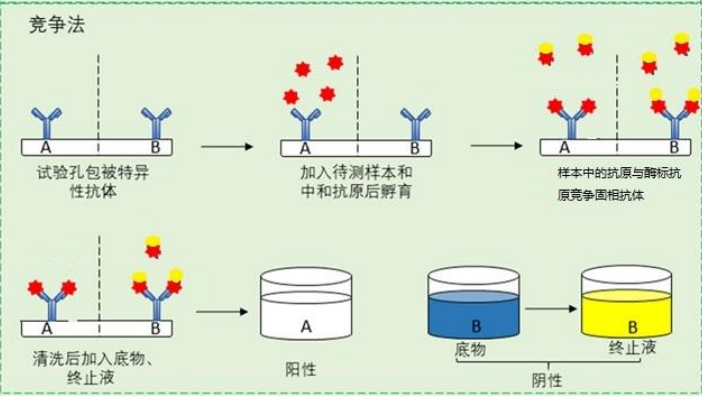 竞争法
A B
试验孔包被特异
性抗体
A B
加入待测样本和
中和抗原后孵育
A B
样本中的抗原与酶标抗
原竞争固相抗体
A B
清洗后加入底物、
终止液
A
阳性
B
底物
B
终止液
阴性